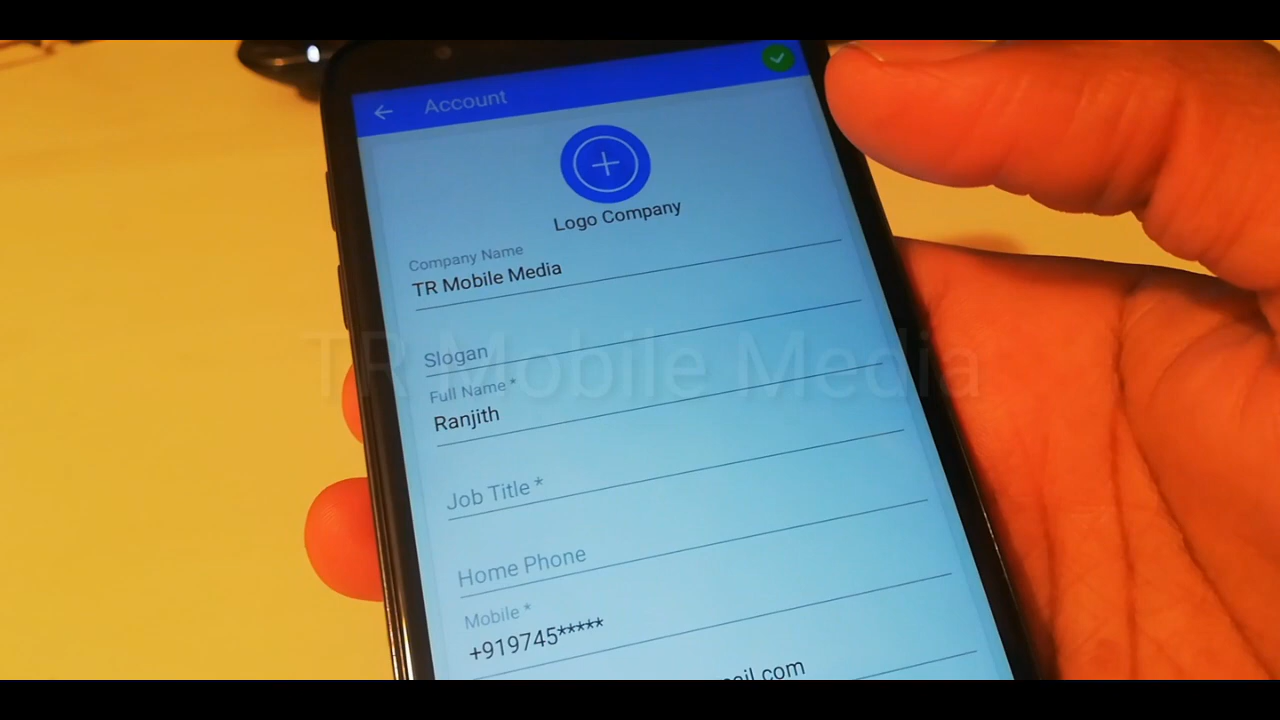 Account
Logo Company
Company Name
TR Mobile Media
Slogan
TR Mobile Media
Full Name *
Ranjith
Job Title *
Home Phone
Mobile *
+919745*****
.com